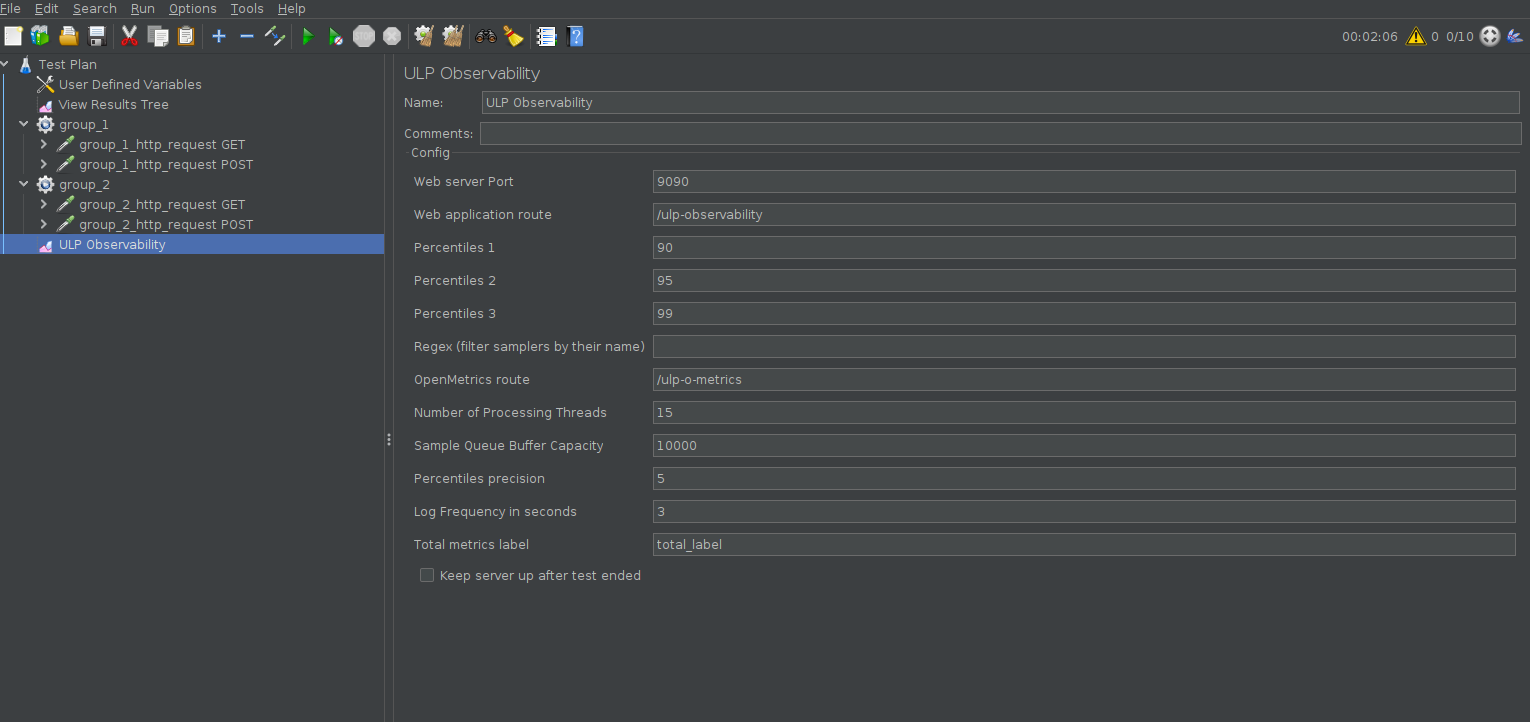 File Edit Search Run Options Tools Help
00:02:06 0 0/10
Test Plan
User Defined Variables
View Results Tree
group_1
group_1_http_request GET
group_1_http_request POST
group_2
group_2_http_request GET
group_2_http_request POST
ULP Observability
ULP Observability
Name: ULP Observability
Comments:
Config
Web server Port 9090
Web application route /ulp-observability
Percentiles 1 90
Percentiles 2 95
Percentiles 3 99
Regex (filter samplers by their name)
OpenMetrics route /ulp-o-metrics
Number of Processing Threads 15
Sample Queue Buffer Capacity 10000
Percentiles precision 5
Log Frequency in seconds 3
Total metrics label total_label
Keep server up after test ended